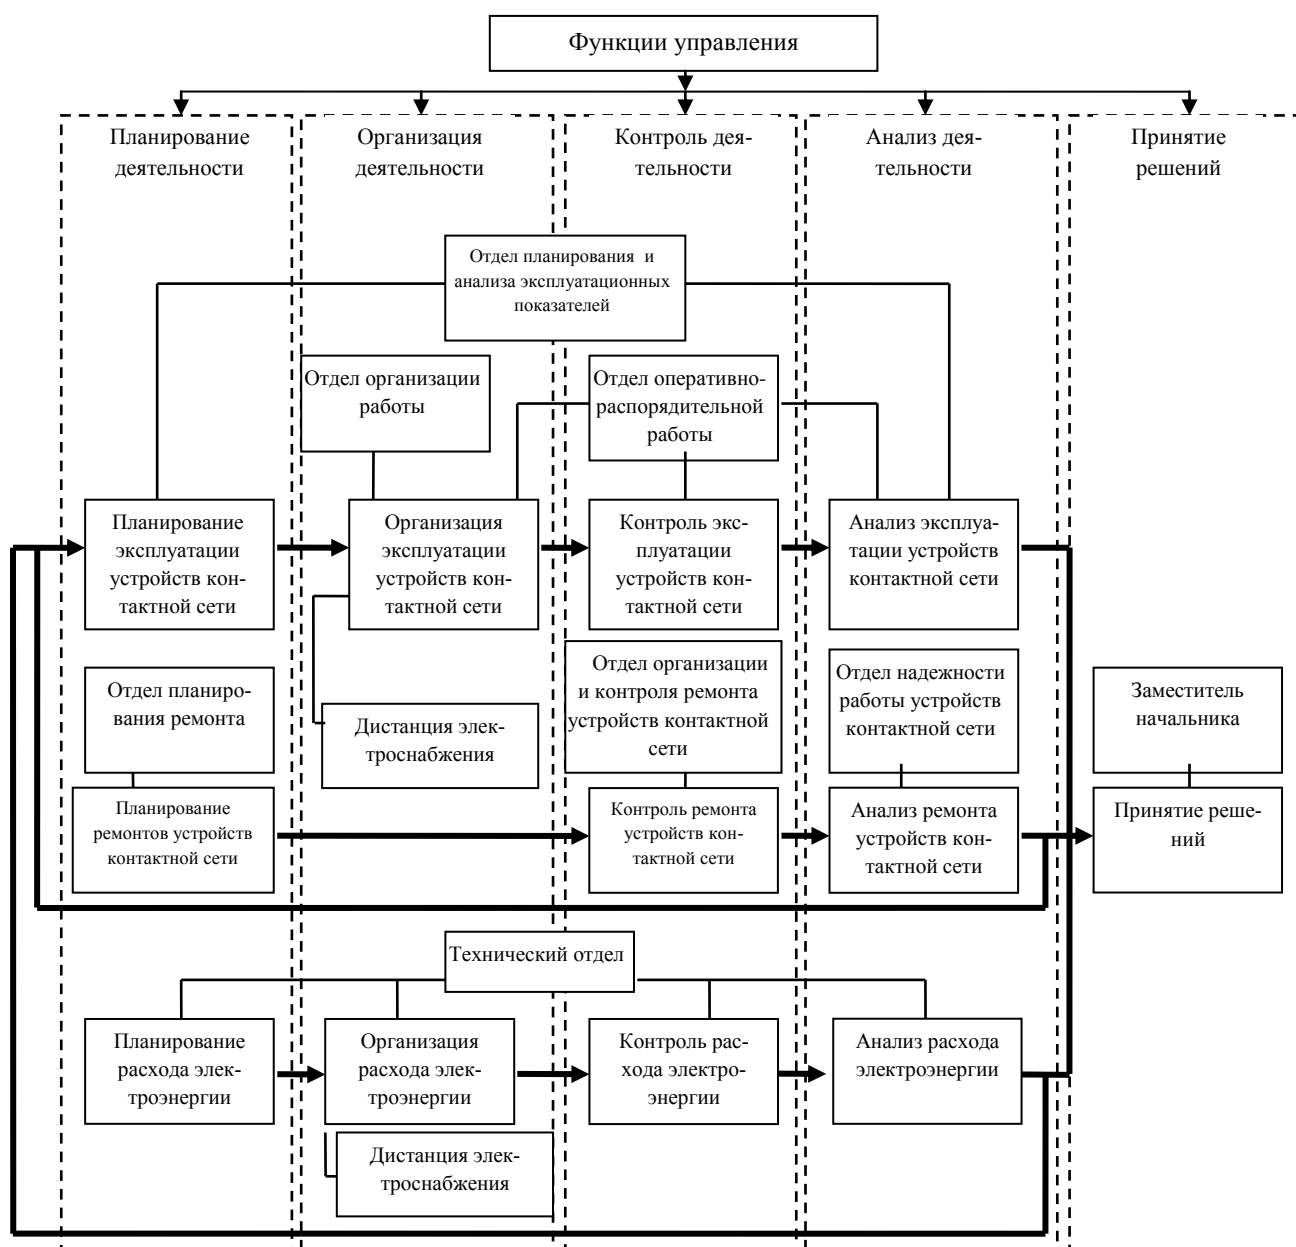 Функции управления
Планирование
деятельности
Организация
деятельности
Контроль дея-
тельности
Анализ дея-
тельности
Принятие
решений
Отдел планирования и
анализа эксплуатационных
показателей
Отдел организации
работы
Отдел оперативно-
распорядительной
работы
Планирование
эксплуатации
устройств кон-
тактной сети
Организация
эксплуатации
устройств кон-
тактной сети
Контроль экс-
плуатации
устройств кон-
тактной сети
Анализ эксплуа-
тации устройств
контактной сети
Отдел планиро-
вания ремонта
Дистанция элек-
троснабжения
Отдел организации
и контроля ремонта
устройств контактной
сети
Отдел надежности
работы устройств
контактной сети
Заместитель
начальника
Планирование
ремонтов устройств
контактной сети
Контроль ремонта
устройств кон-
тактной сети
Анализ ремонта
устройств кон-
тактной сети
Принятие реше-
ний
Технический отдел
Планирование
расхода элек-
троэнергии
Организация
расхода элек-
троэнергии
Контроль рас-
хода электро-
энергии
Анализ расхода
электроэнергии
Дистанция элек-
троснабжения